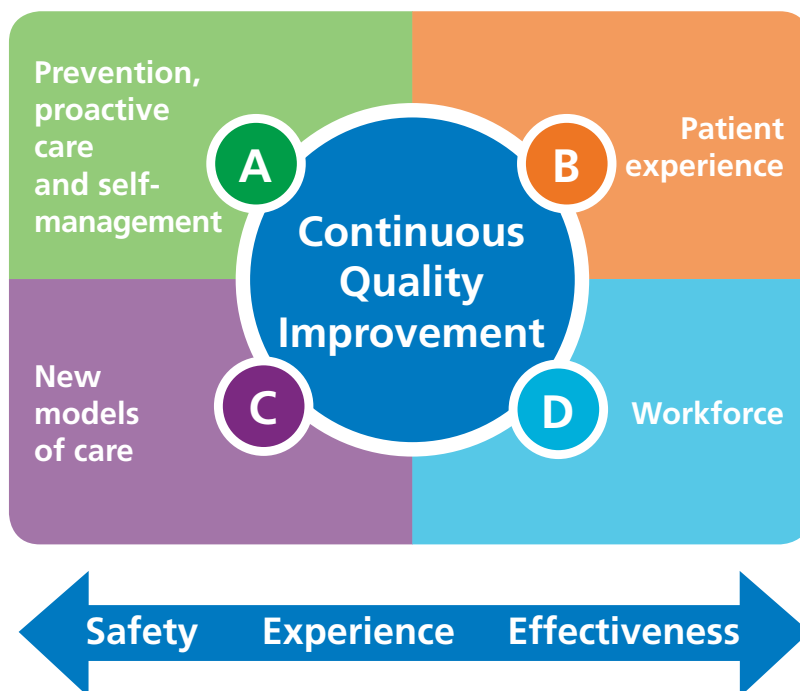 Prevention,
proactive
care
and self-
management
A
B
Patient
experience
Continuous
Quality
Improvement
New
models
of care
C
D
Workforce
Safety Experience Effectiveness